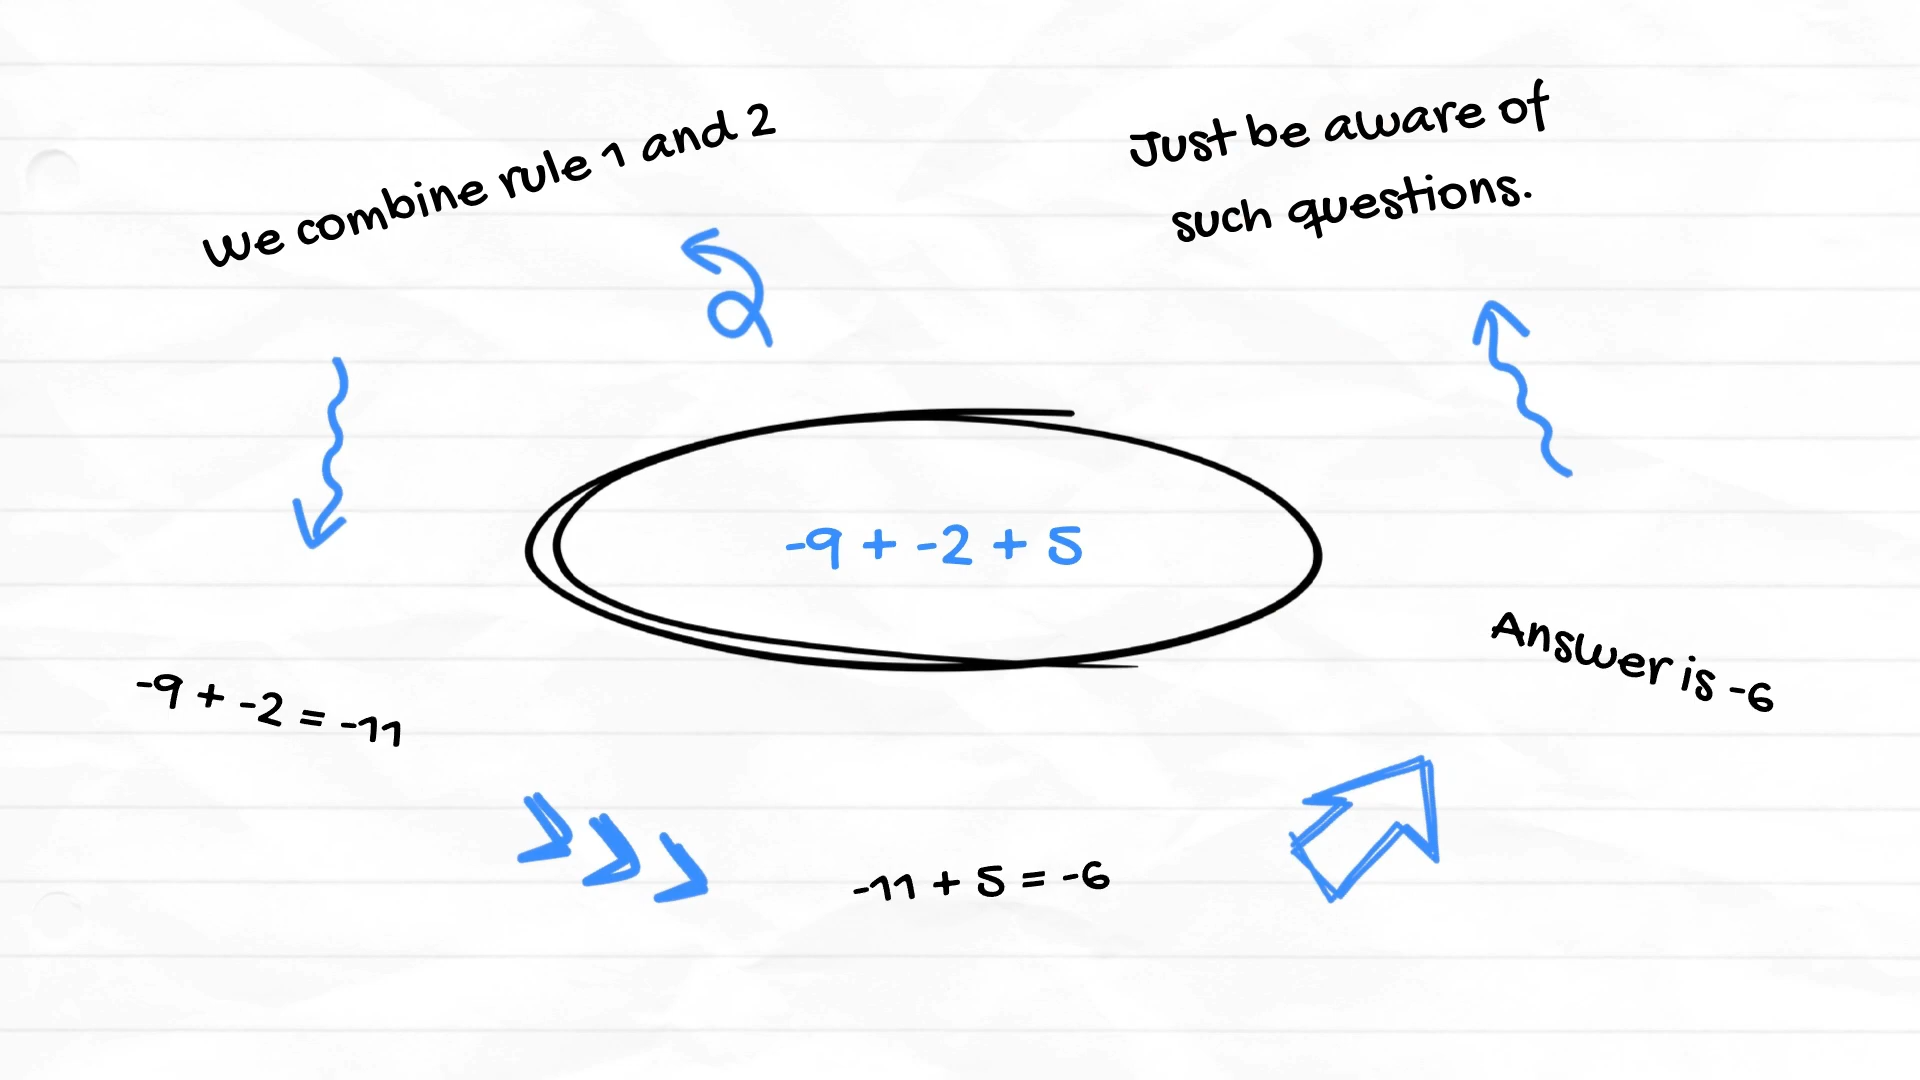 We combine rule 1 and 2
Just be aware of
such questions.
-9 + -2 + 5
-9 + -2 = -11
Answer is -6
-11 + 5 = -6